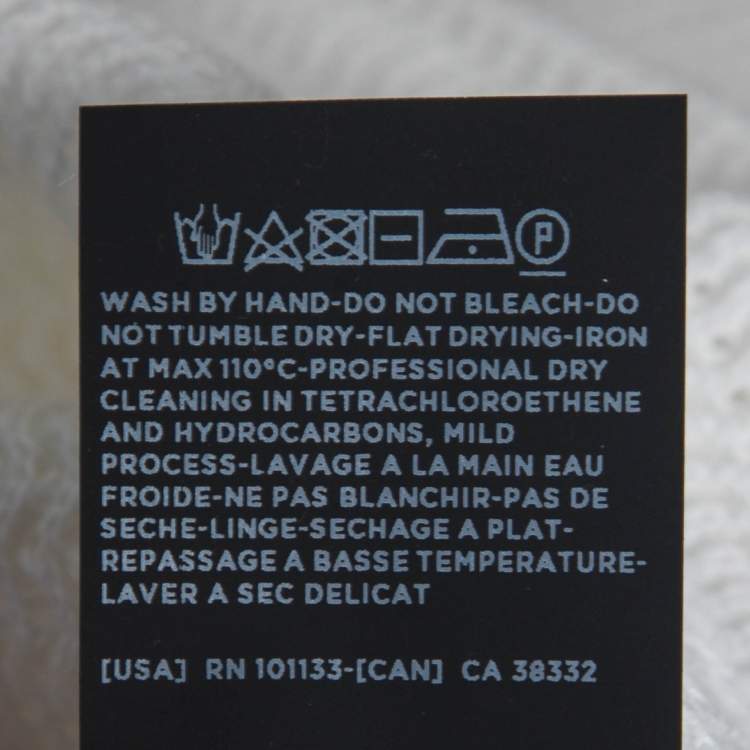 P
WASH BY HAND-DO NOT BLEACH-DO
NOT TUMBLE DRY-FLAT DRYING-IRON
AT MAX 110°C-PROFESSIONAL DRY
CLEANING IN TETRACHLOROETHENE
AND HYDROCARBONS, MILD
PROCESS-LAVAGE A LA MAIN EAU
FROIDE-NE PAS BLANCHIR-PAS DE
SECHE-LINGE-SECHAGE A PLAT-
REPASSAGE A BASSE TEMPERATURE-
LAVER A SEC DELICAT
[USA] RN 101133-[CAN] CA 38332